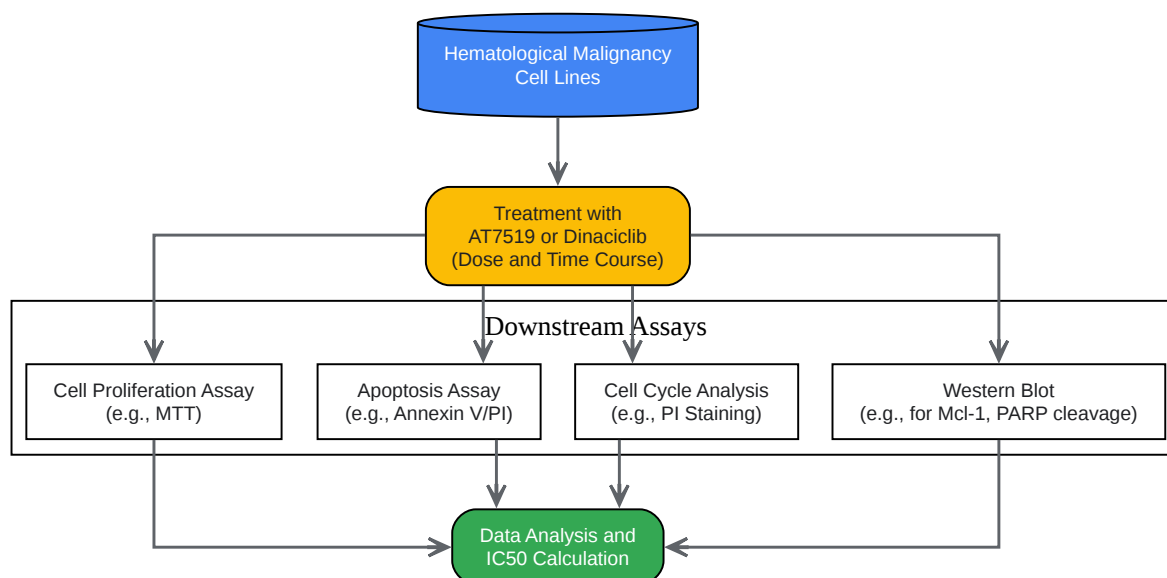 Hematological Malignancy
Cell Lines
Treatment with
AT7519 or Dinaciclib
(Dose and Time Course)
Downstream Assays
Cell Proliferation Assay
(e.g., MTT)
Apoptosis Assay
(e.g., Annexin V/PI)
Cell Cycle Analysis
(e.g., PI Staining)
Western Blot
(e.g., for Mcl-1, PARP cleavage)
Data Analysis and
IC50 Calculation